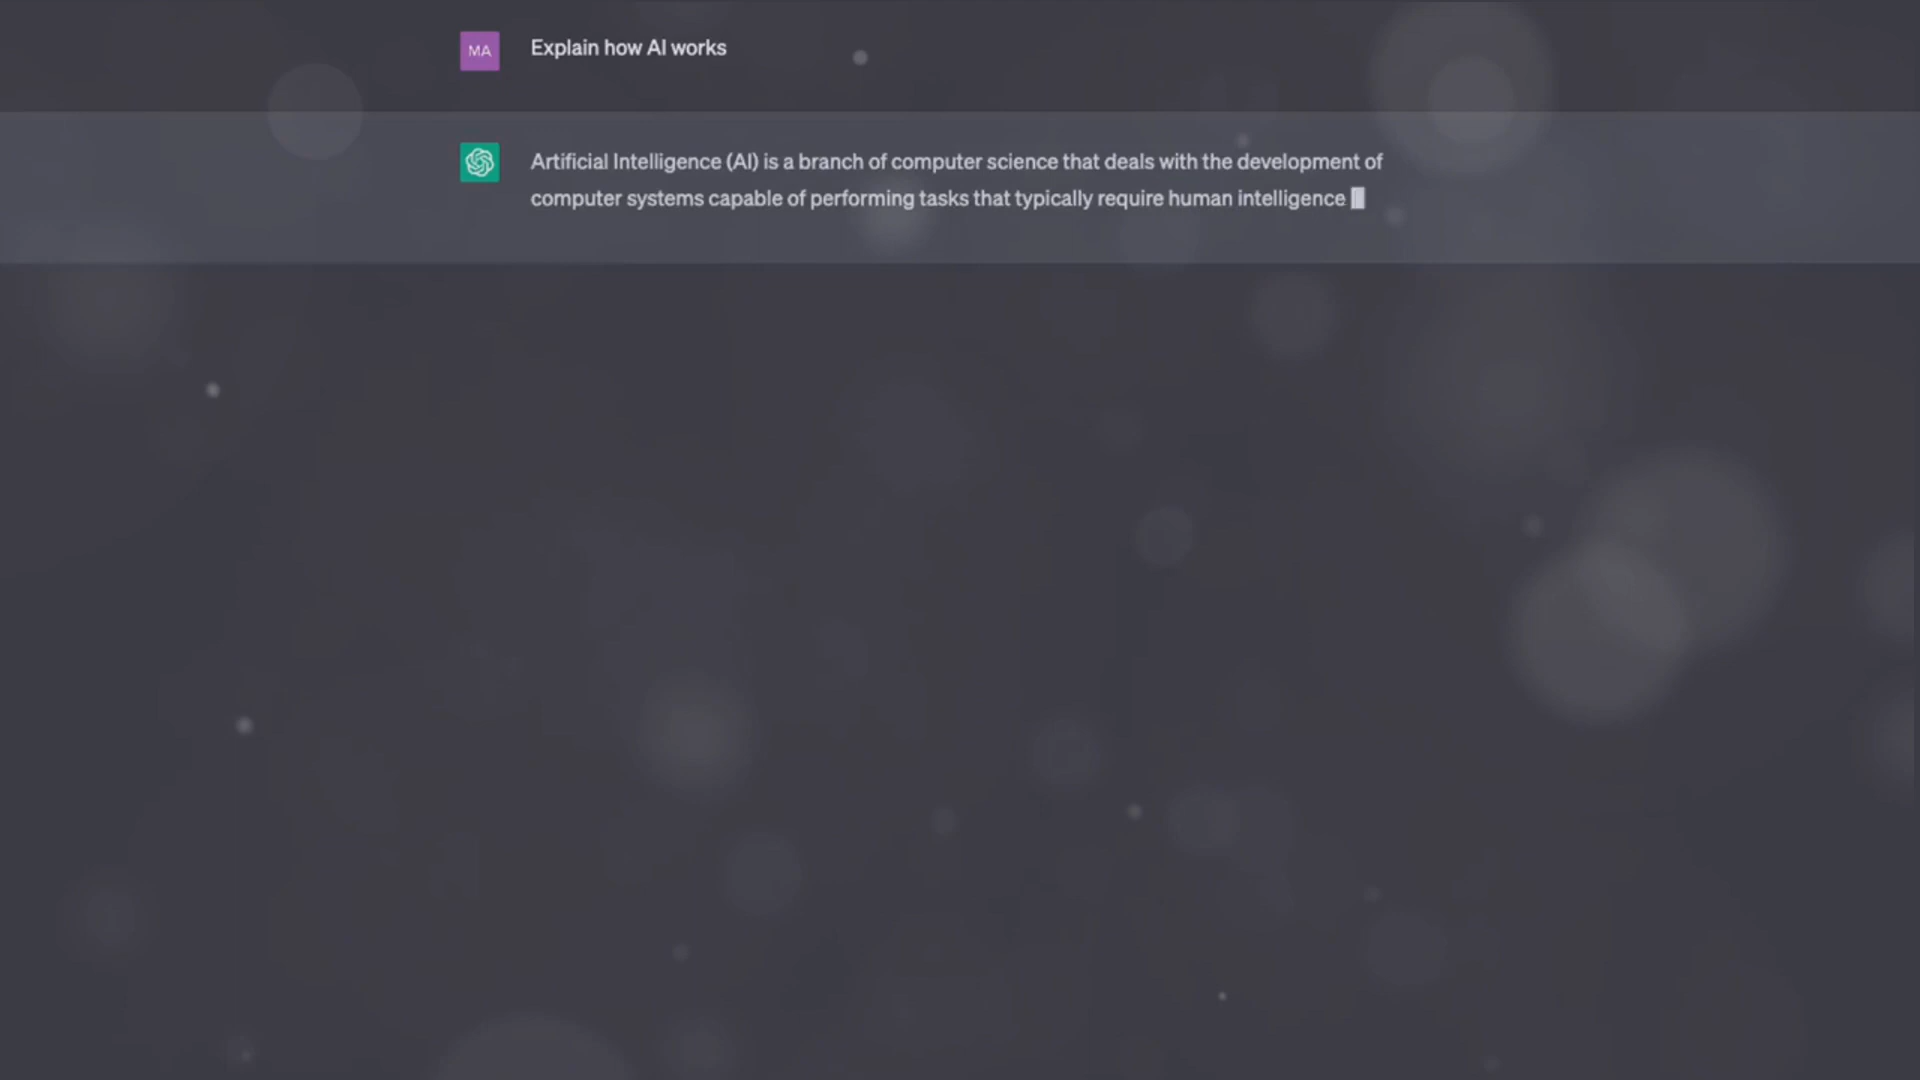 MA
Explain how AI works
Artificial Intelligence (AI) is a branch of computer science that deals with the development of
computer systems capable of performing tasks that typically require human intelligence